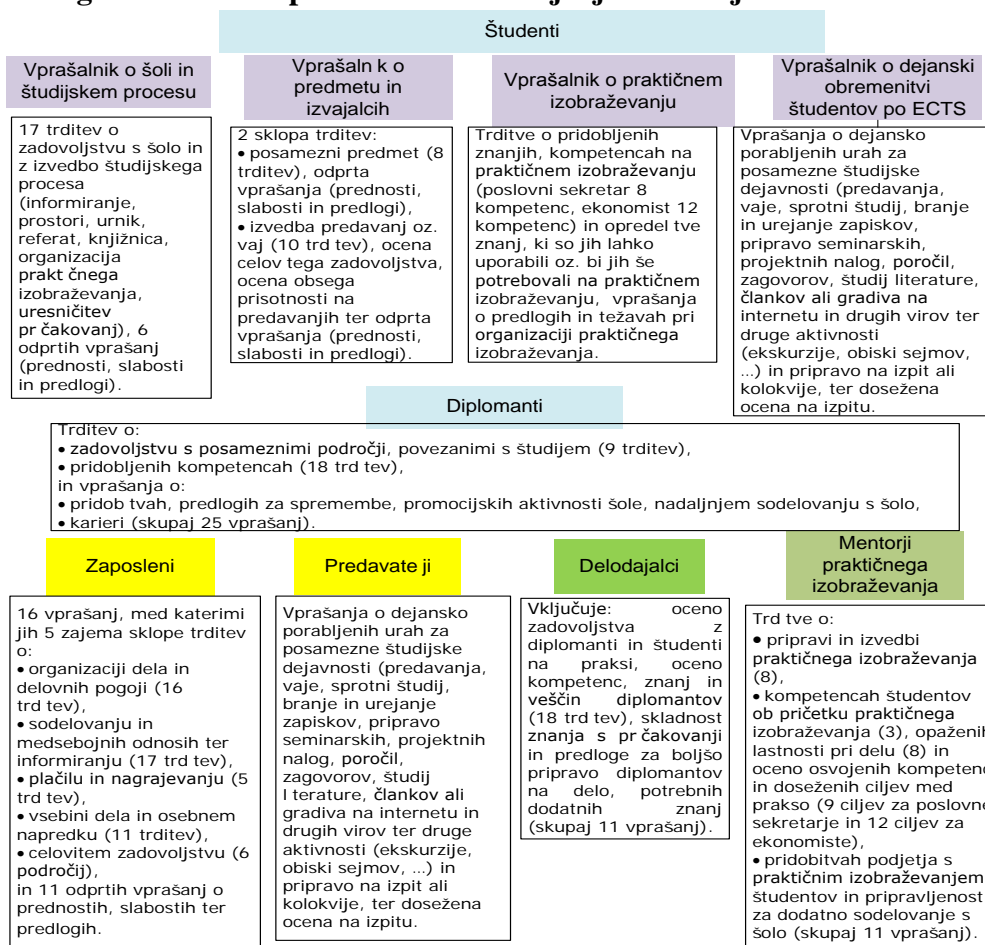 Študenti
Vprašalnik o šoli in
študijskem procesu
17 trditev o
zadovoljstvu s šolo in
z izvedbo študijskega
procesa
(informiranje,
prostori, urnik,
referat, knjižnica,
organizacija
prakt čnega
izobraževanja,
uresničitev
pr čakovanj), 6
odprtih vprašanj
(prednosti, slabosti
in predlogi).
Vprašaln k o
predmetu in
izvajalcih
2 sklopa trditev:
• posamezni predmet (8
trditev), odprta
vprašanja (prednosti,
slabosti in predlogi),
• izvedba predavanj oz.
vaj (10 trd tev), ocena
celov tega zadovoljstva,
ocena obsega
prisotnosti na
predavanjih ter odprta
vprašanja (prednosti,
slabosti in predlogi).
Vprašalnik o praktičnem
izobraževanju
Trditve o pridobljenih
znanjih, kompetencah na
praktičnem izobraževanju
(poslovni sekretar 8
kompetenc, ekonomist 12
kompetenc) in opredel tve
znanj, ki so jih lahko
uporabili oz. bi jih še
potrebovali na praktičnem
izobraževanju, vprašanja
o predlogih in težavah pri
organizaciji praktičnega
izobraževanja.
Vprašalnik o dejanski
obremenitvi
študentov po ECTS
Vprašanja o dejansko
porabljenih urah za
posamezne študijske
dejavnosti (predavanja,
vaje, sprotni študij, branje
in urejanje zapiskov,
pripravo seminarskih,
projektnih nalog, poročil,
zagovorov, študij literature,
člankov ali gradiva na
internetu in drugih virov ter
druge aktivnosti
(ekskurzije, obiski sejmov,
…) in pripravo na izpit ali
kolokvije, ter dosežena
ocena na izpitu.
Diplomanti
Trditev o:
• zadovoljstvu s posameznimi področji, povezanimi s študijem (9 trditev),
• pridobljenih kompetencah (18 trd tev),
in vprašanja o:
• pridob tvah, predlogih za spremembe, promocijskih aktivnosti šole, nadaljnjem sodelovanju s šolo,
• karieri (skupaj 25 vprašanj).
Zaposleni
16 vprašanj, med katerimi
jih 5 zajema sklope trditev
o:
• organizaciji dela in
delovnih pogoji (16
trd tev),
• sodelovanju in
medsebojnih odnosih ter
informiranju (17 trd tev),
• plačilu in nagrajevanju (5
trd tev),
• vsebini dela in osebnem
napredku (11 trditev),
• celovitem zadovoljstvu (6
področij),
in 11 odprtih vprašanj o
prednostih, slabostih ter
predlogih.
Predavate ji
Vprašanja o dejansko
porabljenih urah za
posamezne študijske
dejavnosti (predavanja,
vaje, sprotni študij,
branje in urejanje
zapiskov, pripravo
seminarskih, projektnih
nalog, poročil,
zagovorov, študij
l terature, člankov ali
gradiva na internetu in
drugih virov ter druge
aktivnosti (ekskurzije,
obiski sejmov, …) in
pripravo na izpit ali
kolokvije, ter dosežena
ocena na izpitu.
Delodajalci
Vključuje: oceno
zadovoljstva z
diplomanti in študenti
na praksi, oceno
kompetenc, znanj in
veščin diplomantov
(18 trd tev), skladnost
znanja s pr čakovanji
in predloge za boljšo
pripravo diplomantov
na delo, potrebnih
dodatnih znanj
(skupaj 11 vprašanj).
Mentorji
praktičnega
izobraževanja
Trd tve o:
• pripravi in izvedbi
praktičnega izobraževanja
(8),
• kompetencah študentov
ob pričetku praktičnega
izobraževanja (3), opaženih
lastnosti pri delu (8) in
oceno osvojenih kompetenc
in doseženih ciljev med
prakso (9 ciljev za poslovne
sekretarje in 12 ciljev za
ekonomiste),
• pridobitvah podjetja s
praktičnim izobraževanjem
študentov in pripravljenost
za dodatno sodelovanje s
šolo (skupaj 11 vprašanj).